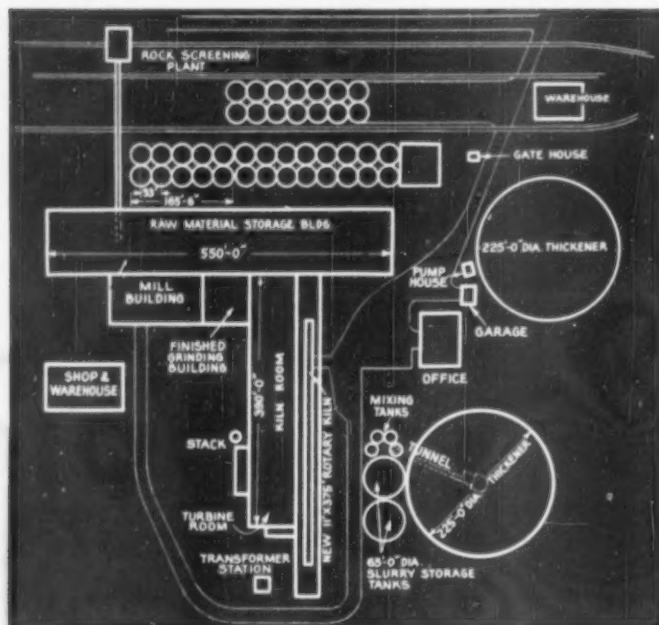 ROCK SCREENING
PLANT
WAREHOUSE
GATE HOUSE
33'
165'-6"
RAW MATERIAL STORAGE BLDG
550'-0"
225'-0" DIA. THICKENER
PUMP
HOUSE
MILL
BUILDING
GARAGE
FINISHED
GRINDING
BUILDING
390'-0"
KILN ROOM
NEW 11'X375' ROTARY KILN
OFFICE
SHOP &
WAREHOUSE
MIXING
TANKS
STACK
TUNNEL
225'-0" DIA. THICKENER
TURBINE
ROOM
TRANSFORMER
STATION
65'-0" DIA.
SLURRY STORAGE
TANKS